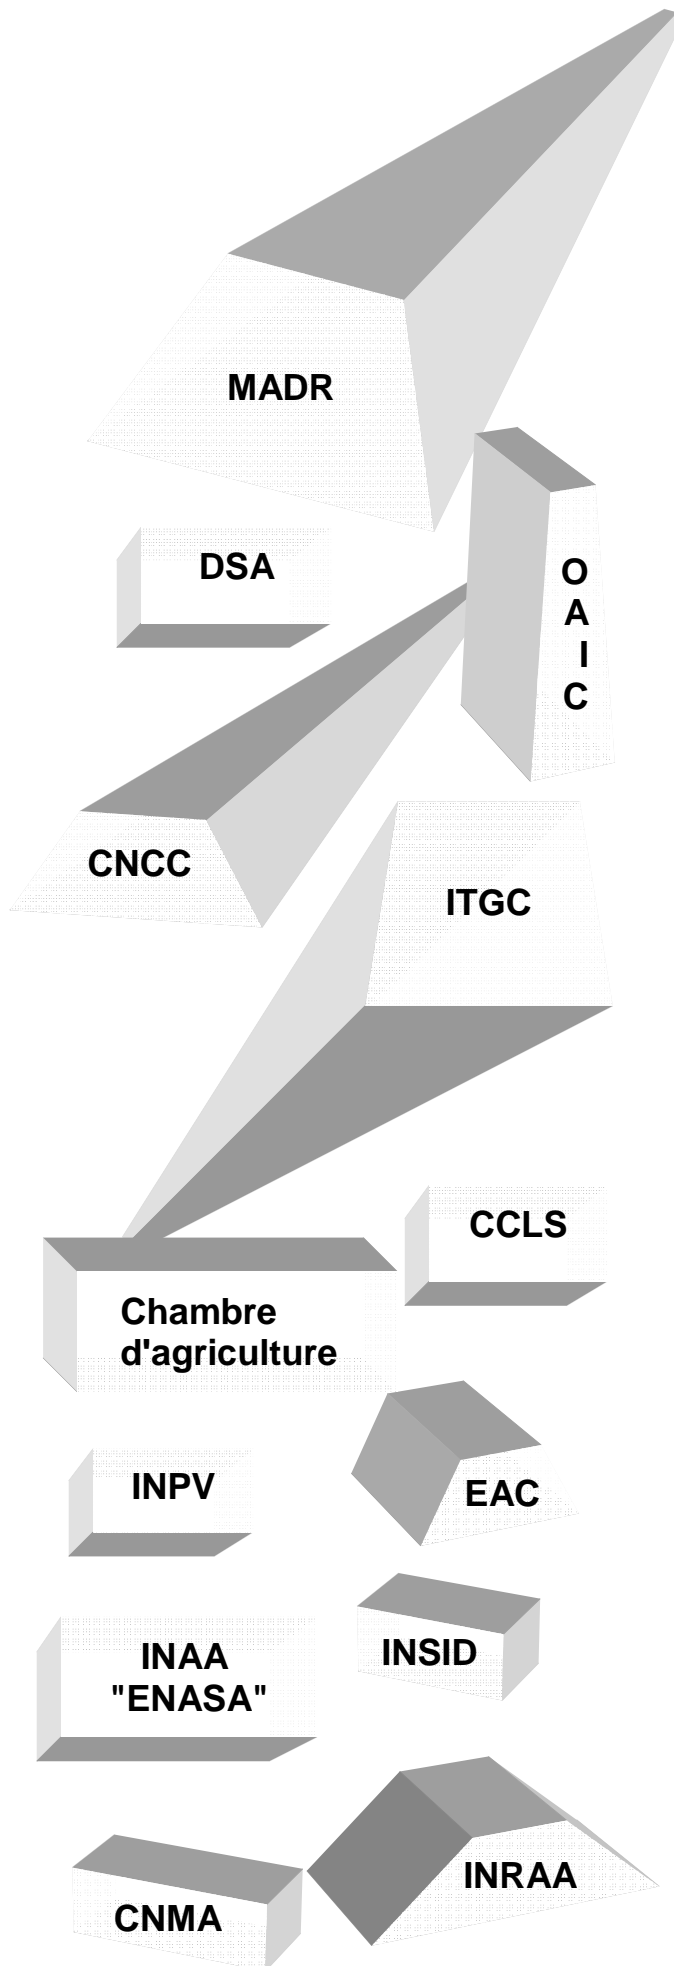 MADR
DSA
O
A
I
C
CNCC
ITGC
CCLS
Chambre
d'agriculture
INPV
EAC
INSID
INAA
"ENASA"
INRAA
CNMA